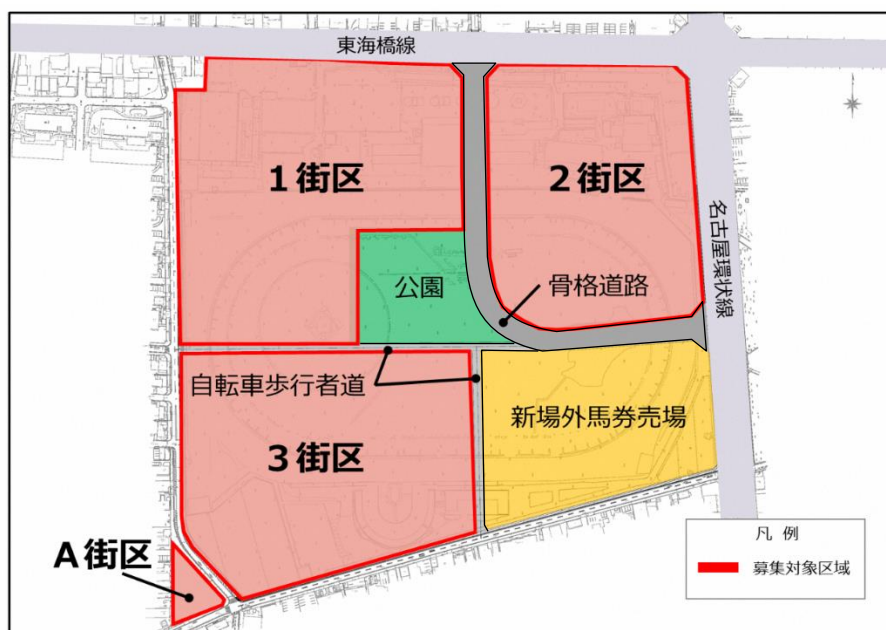 東海橋線
1街区
2街区
名古屋環状線
公園
骨格道路
自転車歩行者道
新場外馬券売場
3街区
A街区
凡 例
募集対象区域